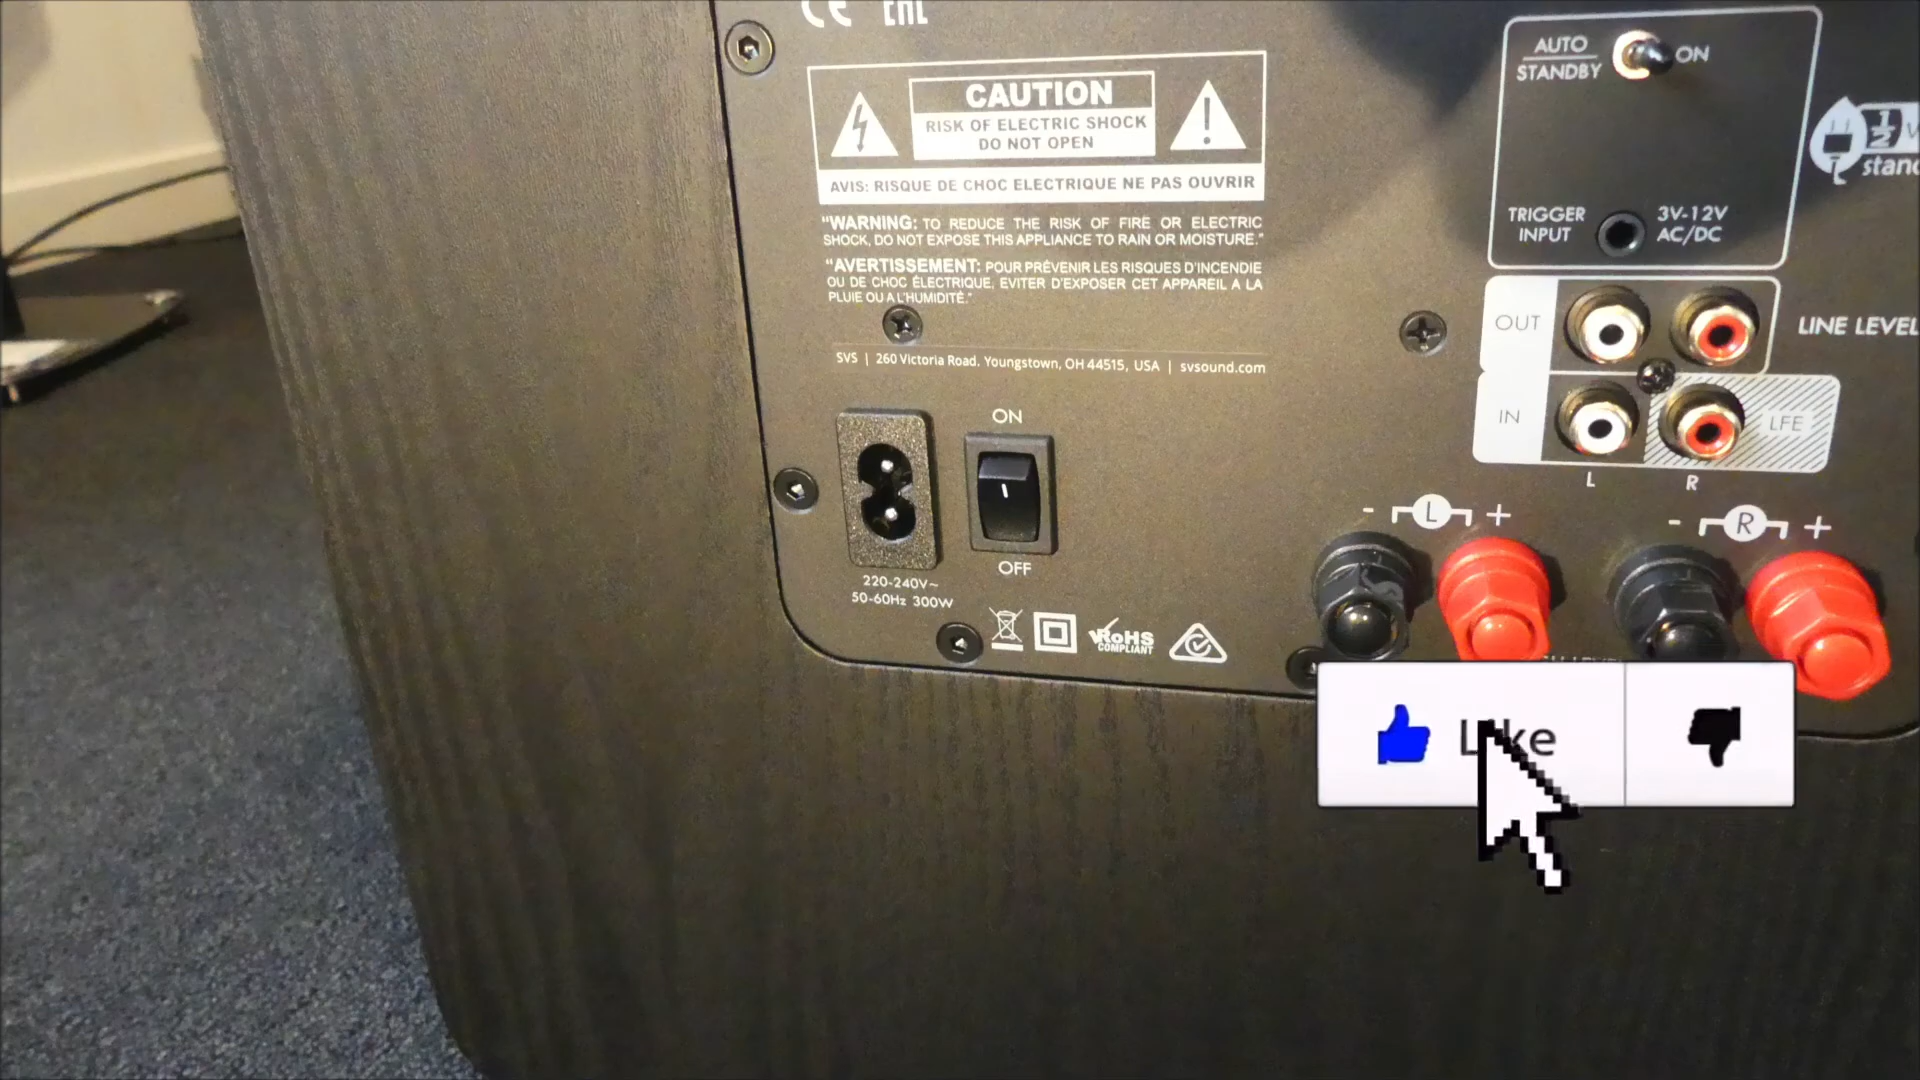 CE EAC
AUTO
STANDBY
ON
CAUTION
RISK OF ELECTRIC SHOCK
DO NOT OPEN
AVIS: RISQUE DE CHOC ELECTRIQUE NE PAS OUVRIR
"WARNING: TO REDUCE THE RISK OF FIRE OR ELECTRIC
SHOCK, DO NOT EXPOSE THIS APPLIANCE TO RAIN OR MOISTURE."
"AVERTISSEMENT: POUR PRÉVENIR LES RISQUES D'INCENDIE
OU DE CHOC ÉLECTRIQUE, EVITER D'EXPOSER CET APPAREIL A LA
PLUIE OU A L'HUMIDITÉ."
SVS | 260 Victoria Road. Youngstown, OH 44515, USA | svsound.com
1/2
TRIGGER
INPUT
3V-12V
AC/DC
OUT
LINE LEVEL
IN
LFE
L
R
- L +
- R +
ON
OFF
220-240V~
50-60Hz 300W
RoHS
COMPLIANT
Like